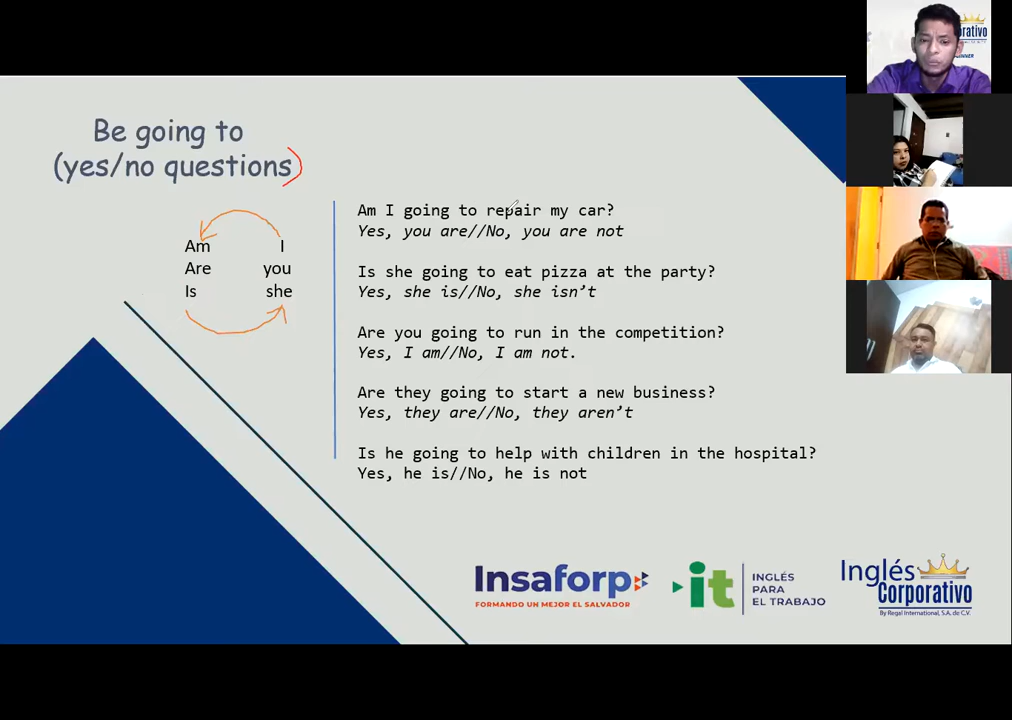 Be going to
(yes/no questions)
Am I
Are you
Is she
Am I going to repair my car?
Yes, you are//No, you are not
Is she going to eat pizza at the party?
Yes, she is//No, she isn't
Are you going to run in the competition?
Yes, I am//No, I am not.
Are they going to start a new business?
Yes, they are//No, they aren't
Is he going to help with children in the hospital?
Yes, he is//No, he is not
Insaforp
FORMANDO UN MEJOR EL SALVADOR
it
INGLÉS
PARA
EL TRABAJO
Inglés
Corporativo
By Regal International, S.A. de C.V.